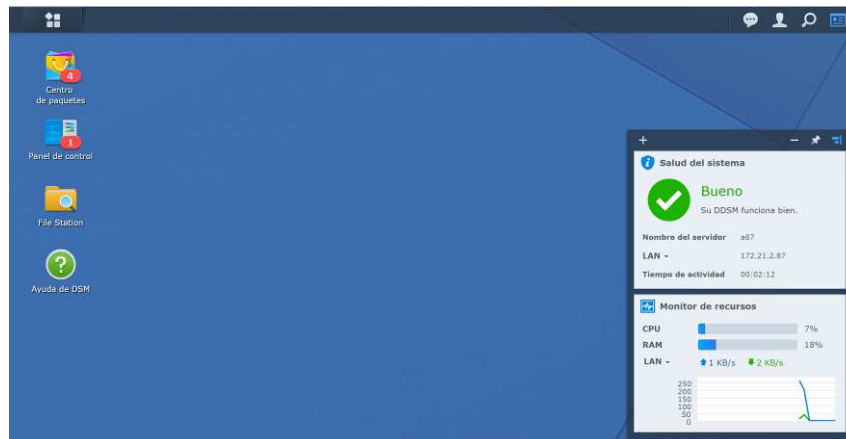 4
Centro
de paquetes
1
Panel de control
File Station
?
Ayuda de DSM
+
Salud del sistema
Bueno
Su DDSM funciona bien.
Nombre del servidor a87
LAN
172.21.2.87
Tiempo de actividad 00:02:12
Monitor de recursos
CPU 7%
RAM 18%
LAN 1 KB/s 2 KB/s
250
200
150
100
50
0